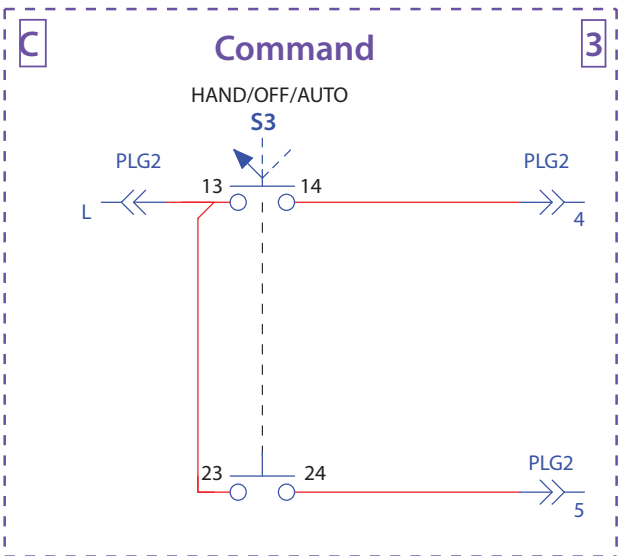 C Command 3
HAND/OFF/AUTO
S3
PLG2 PLG2
13 14
L 4
23 24 PLG2
5